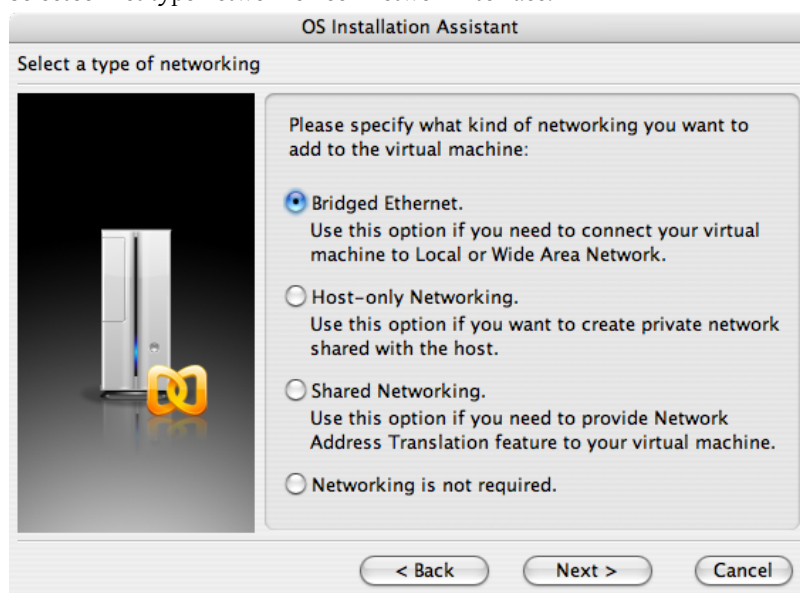 OS Installation Assistant
Select a type of networking
Please specify what kind of networking you want to
add to the virtual machine:
Bridged Ethernet.
Use this option if you need to connect your virtual
machine to Local or Wide Area Network.
Host-only Networking.
Use this option if you want to create private network
shared with the host.
Shared Networking.
Use this option if you need to provide Network
Address Translation feature to your virtual machine.
Networking is not required.
< Back
Next >
Cancel